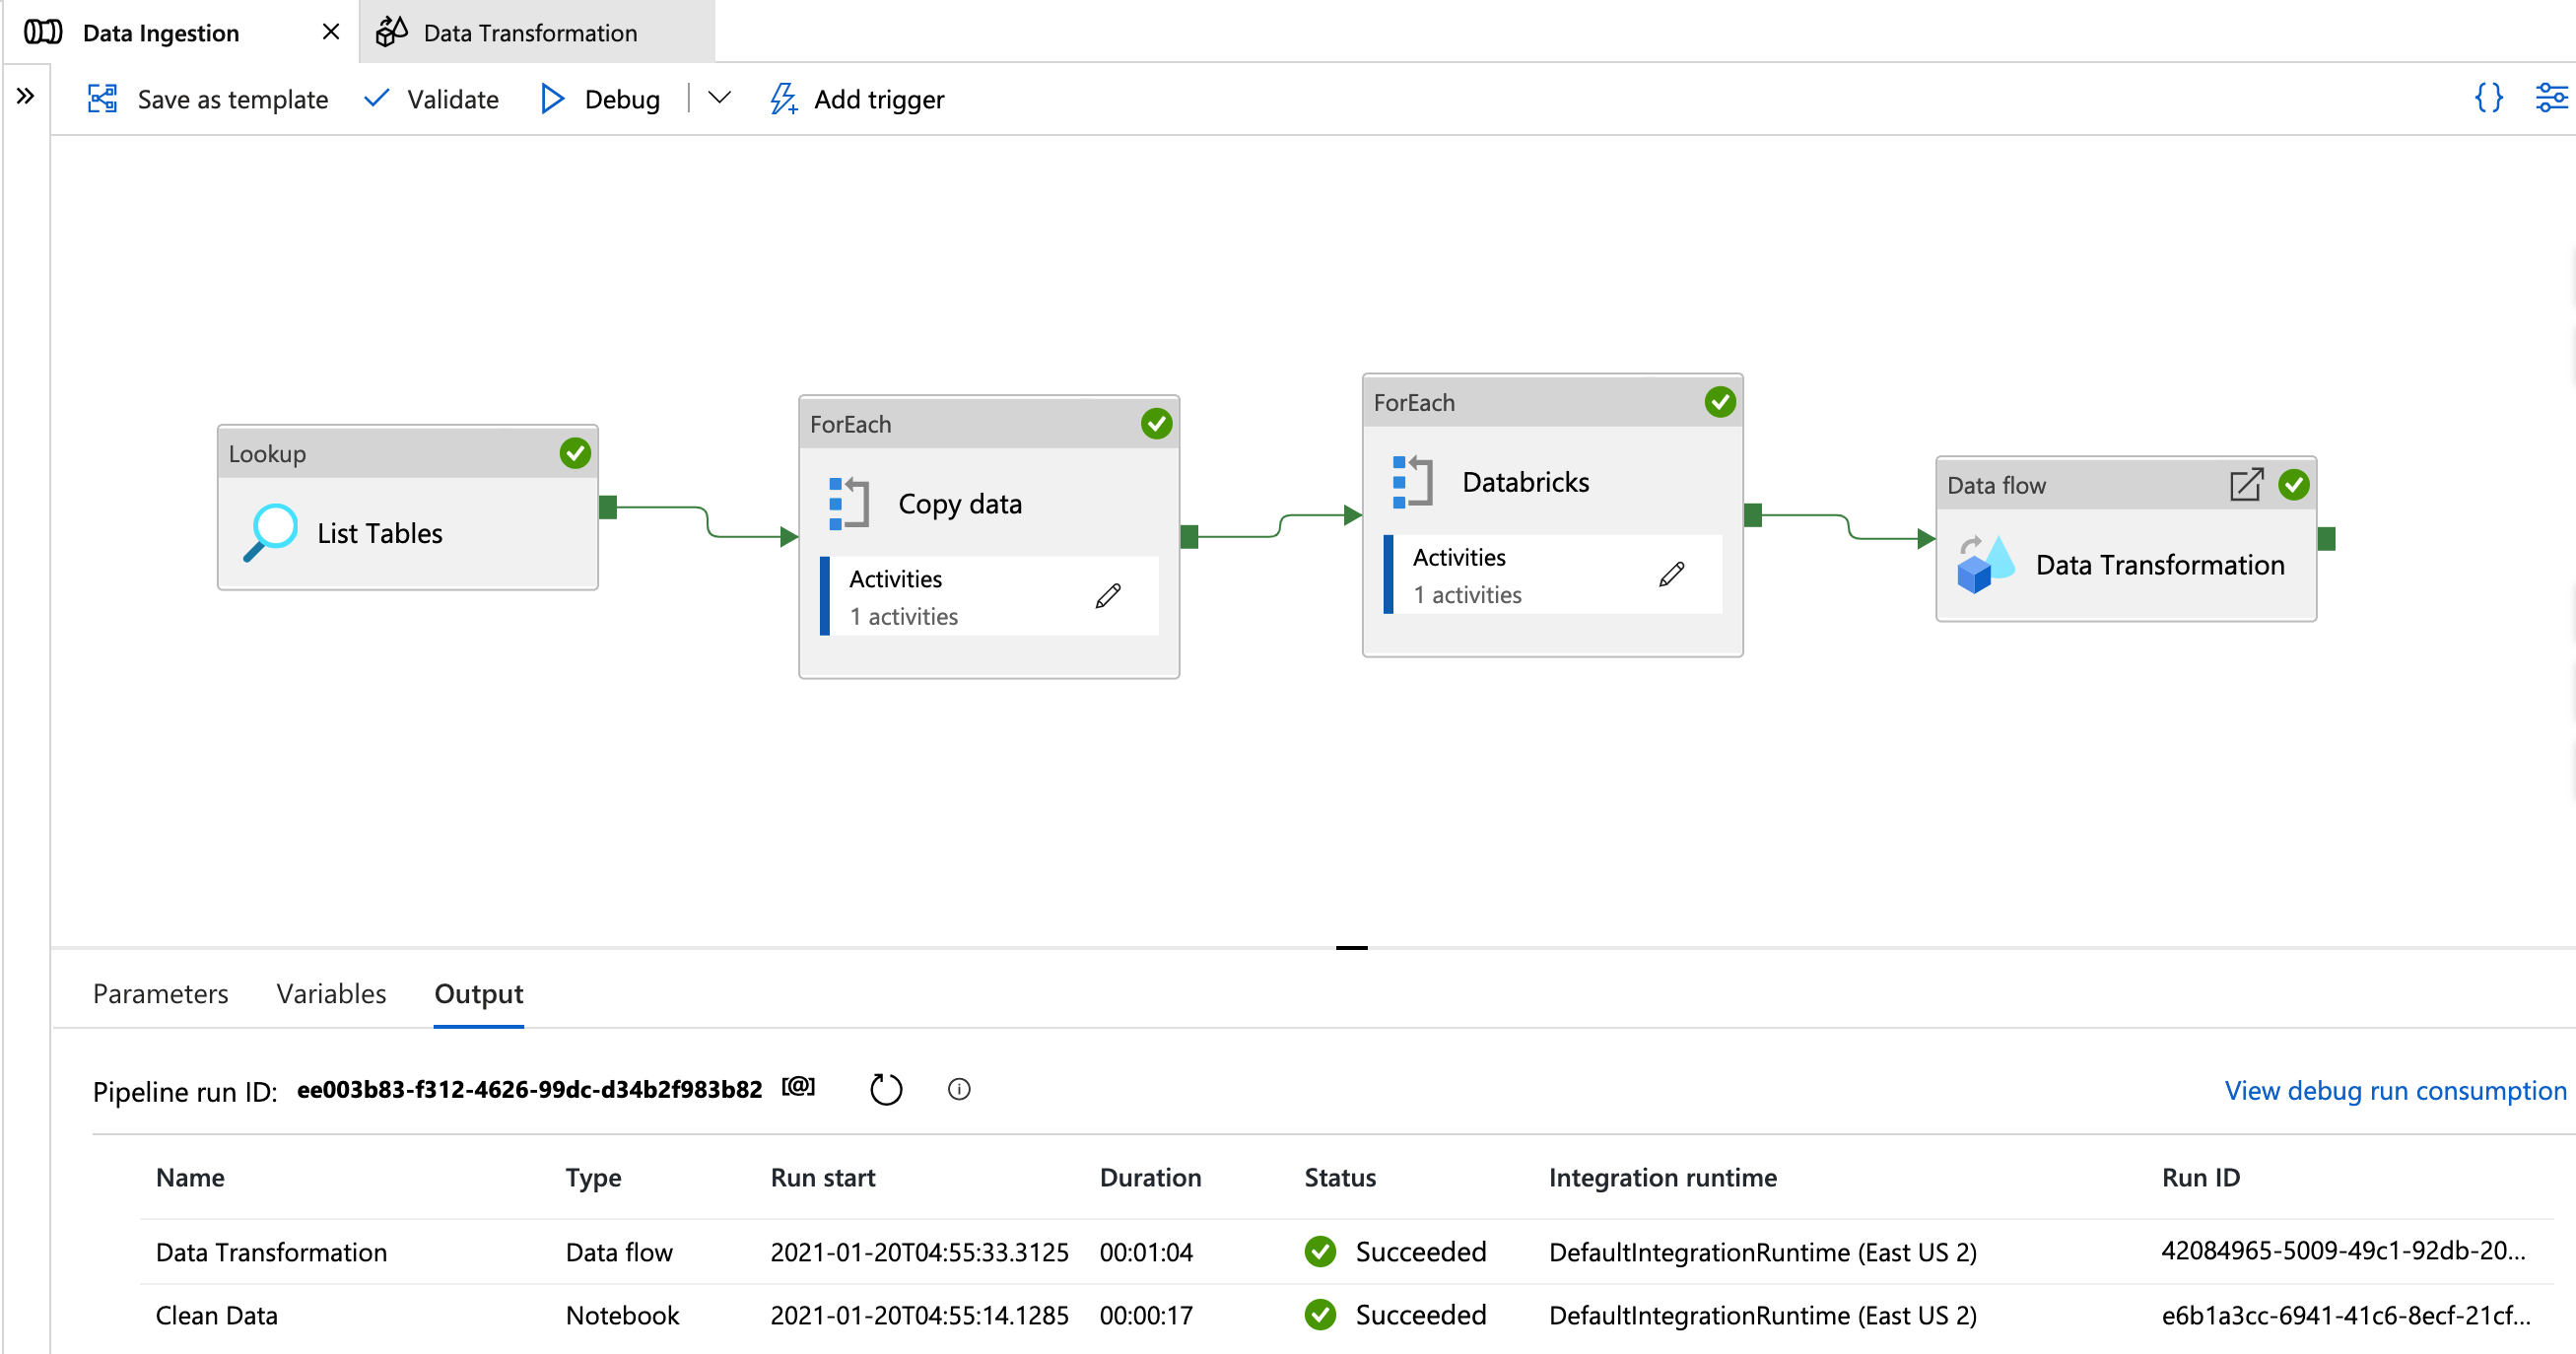 Data Ingestion
Data Transformation
Save as template
Validate
Debug
Add trigger
Lookup
List Tables
ForEach
Copy data
Activities
1 activities
ForEach
Databricks
Activities
1 activities
Data flow
Data Transformation
Parameters Variables Output
Pipeline run ID: ee003b83-f312-4626-99dc-d34b2f983b82 [@]
View debug run consumption
Name Type Run start Duration Status Integration runtime Run ID
Data Transformation Data flow 2021-01-20T04:55:33.3125 00:01:04 Succeeded DefaultIntegrationRuntime (East US 2) 42084965-5009-49c1-92db-20...
Clean Data Notebook 2021-01-20T04:55:14.1285 00:00:17 Succeeded DefaultIntegrationRuntime (East US 2) e6b1a3cc-6941-41c6-8ecf-21cf...